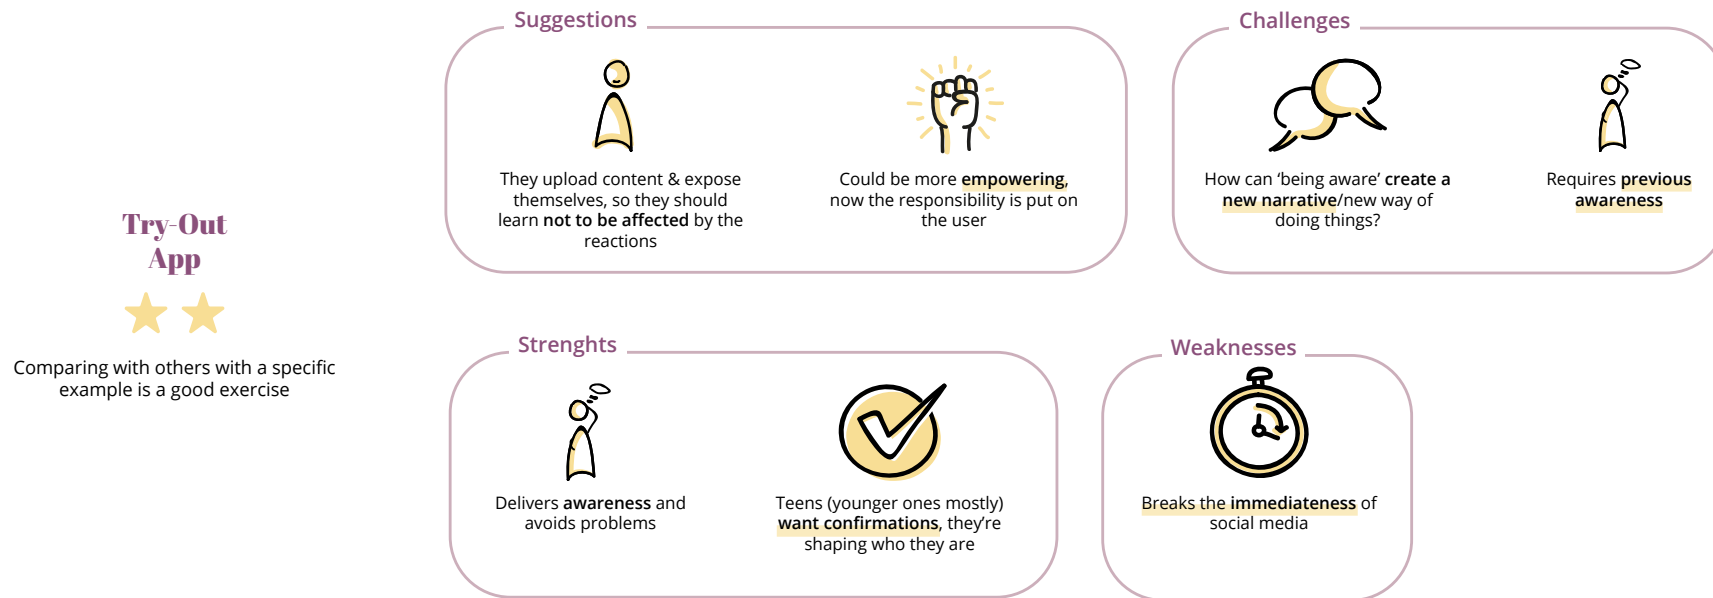 Try-Out
App
Comparing with others with a specific
example is a good exercise
Suggestions
They upload content & expose
themselves, so they should
learn not to be affected by the
reactions
Could be more empowering,
now the responsibility is put on
the user
Challenges
How can ‘being aware’ create a
new narrative/new way of
doing things?
Requires previous
awareness
Strenghts
Delivers awareness and
avoids problems
Teens (younger ones mostly)
want confirmations, they’re
shaping who they are
Weaknesses
Breaks the immediateness of
social media